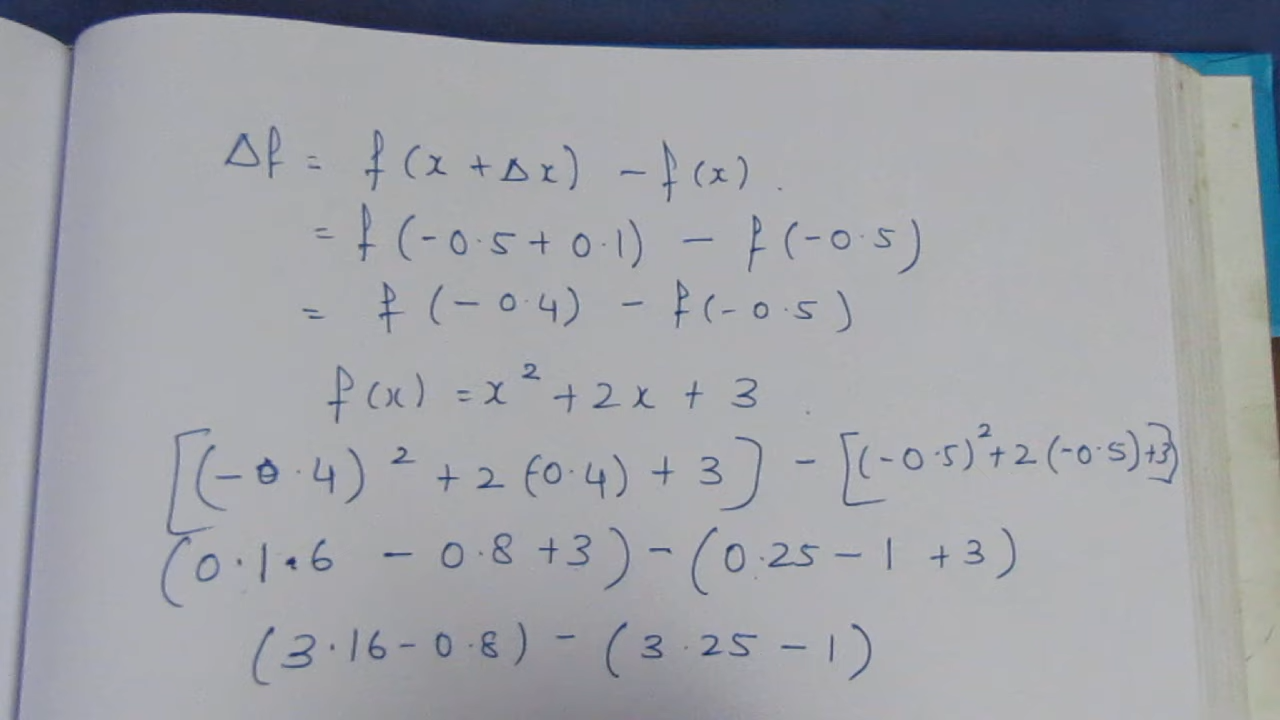 Δf = f(x + Δx) - f(x).
= f(-0.5 + 0.1) - f(-0.5)
= f(-0.4) - f(-0.5)
f(x) = x² + 2x + 3
[(-0.4)² + 2(-0.4) + 3] - [(-0.5)² + 2(-0.5) + 3]
(0.1.6 - 0.8 + 3) - (0.25 - 1 + 3)
(3.16 - 0.8) - (3.25 - 1)